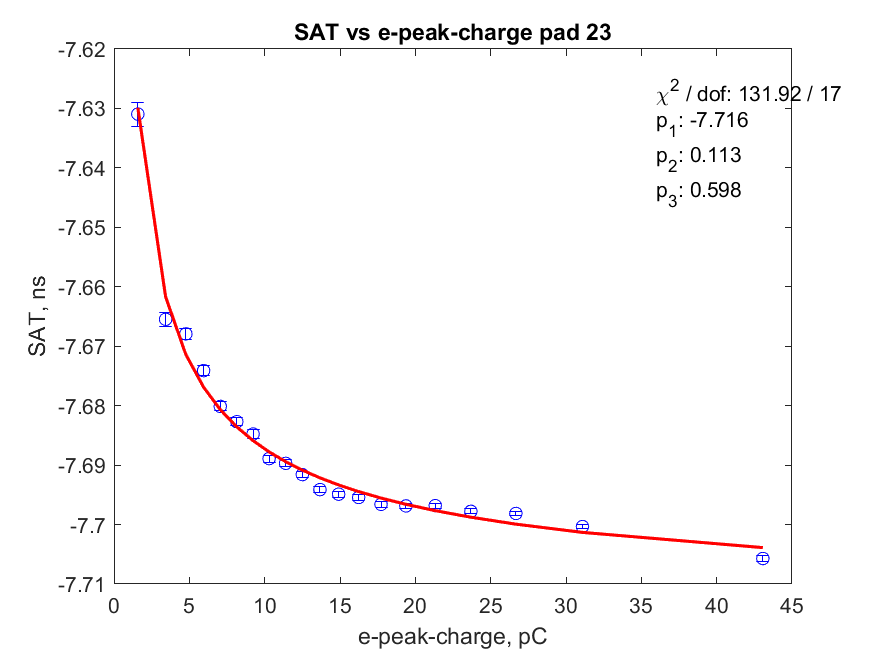 SAT vs e-peak-charge pad 23
-7.62
-7.63
-7.64
-7.65
-7.66
-7.67
-7.68
-7.69
-7.7
-7.71
SAT, ns
χ² / dof: 131.92 / 17
p₁: -7.716
p₂: 0.113
p₃: 0.598
0 5 10 15 20 25 30 35 40 45
e-peak-charge, pC